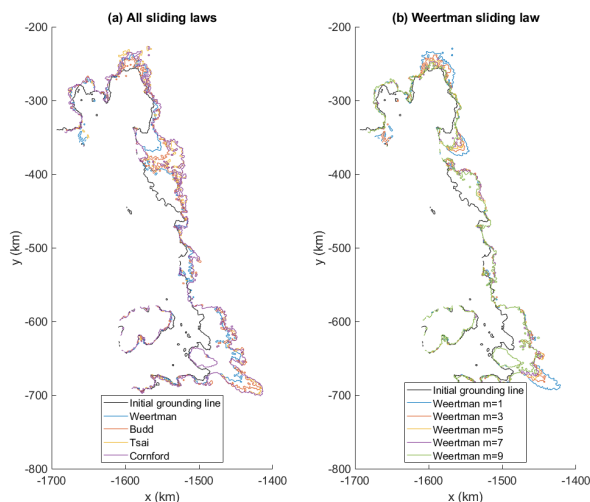 (a) All sliding laws
(b) Weertman sliding law
-200
-300
-400
-500
-600
-700
-800
y (km)
-1700
-1600
-1500
-1400
x (km)
Initial grounding line
Weertman
Budd
Tsai
Cornford
-200
-300
-400
-500
-600
-700
-800
y (km)
-1700
-1600
-1500
-1400
x (km)
Initial grounding line
Weertman m=1
Weertman m=3
Weertman m=5
Weertman m=7
Weertman m=9